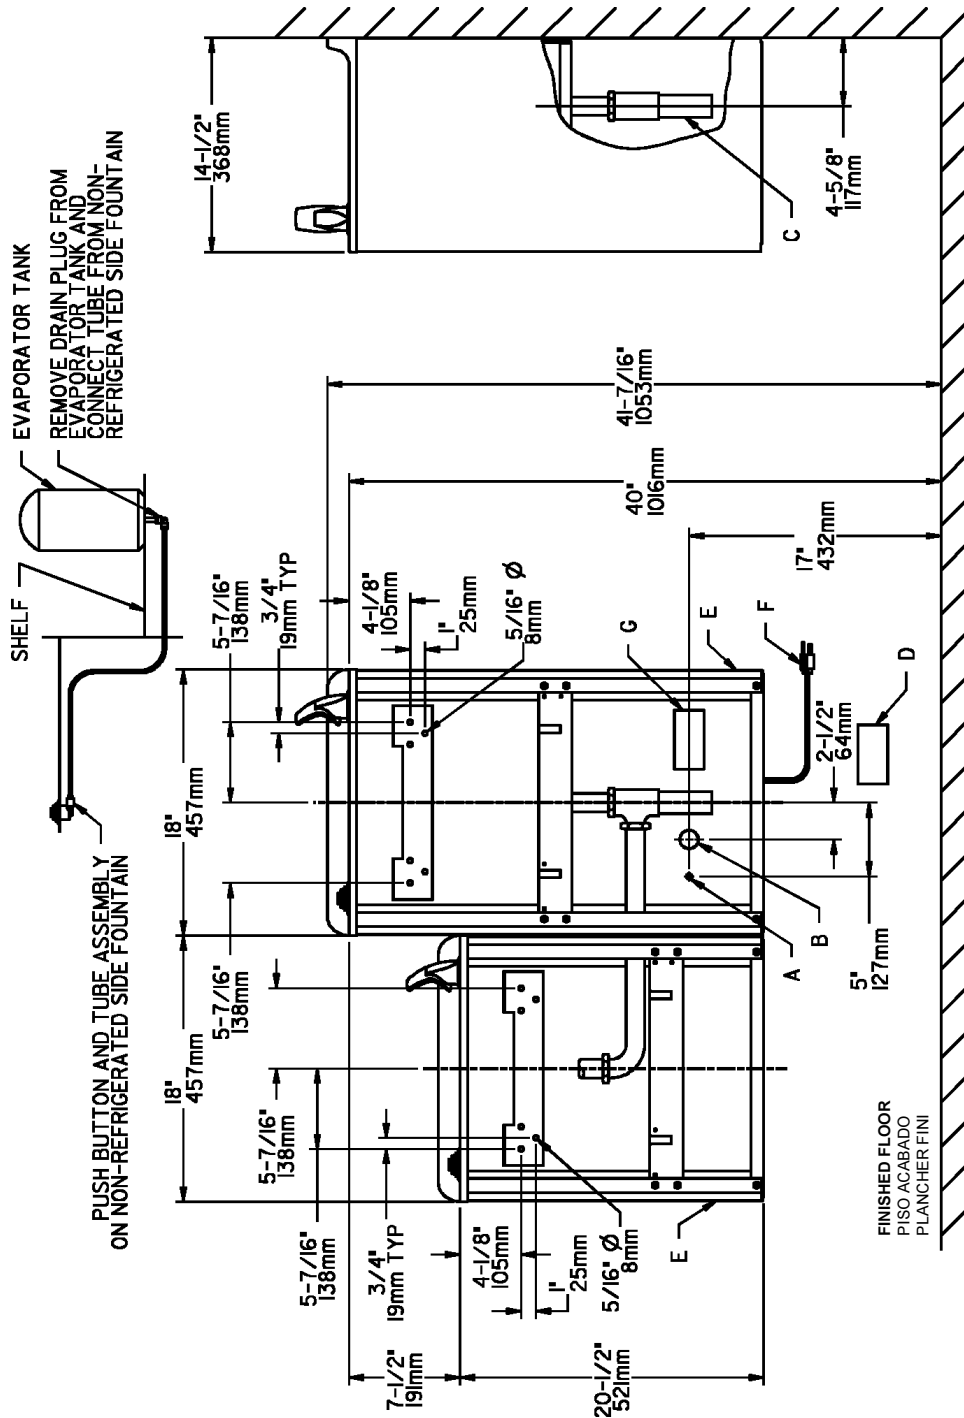 EVAPORATOR TANK
REMOVE DRAIN PLUG FROM
EVAPORATOR TANK AND
CONNECT TUBE FROM NON-
REFRIGERATED SIDE FOUNTAIN
SHELF
PUSH BUTTON AND TUBE ASSEMBLY
ON NON-REFRIGERATED SIDE FOUNTAIN
14-1/2"
368mm
4-5/8"
117mm
C
41-7/16"
1053mm
40"
1016mm
17"
432mm
5-7/16"
138mm
3/4"
19mm TYP
4-1/8"
105mm
1"
25mm
5/16" Ø
8mm
G
E
F
D
2-1/2"
64mm
5"
127mm
B
A
18"
457mm
5-7/16"
138mm
18"
457mm
5-7/16"
138mm
5-7/16"
138mm
3/4"
19mm TYP
4-1/8"
105mm
1"
25mm
5/16" Ø
8mm
E
7-1/2"
191mm
20-1/2"
521mm
FINISHED FLOOR
PISO ACABADO
PLANCHER FINI